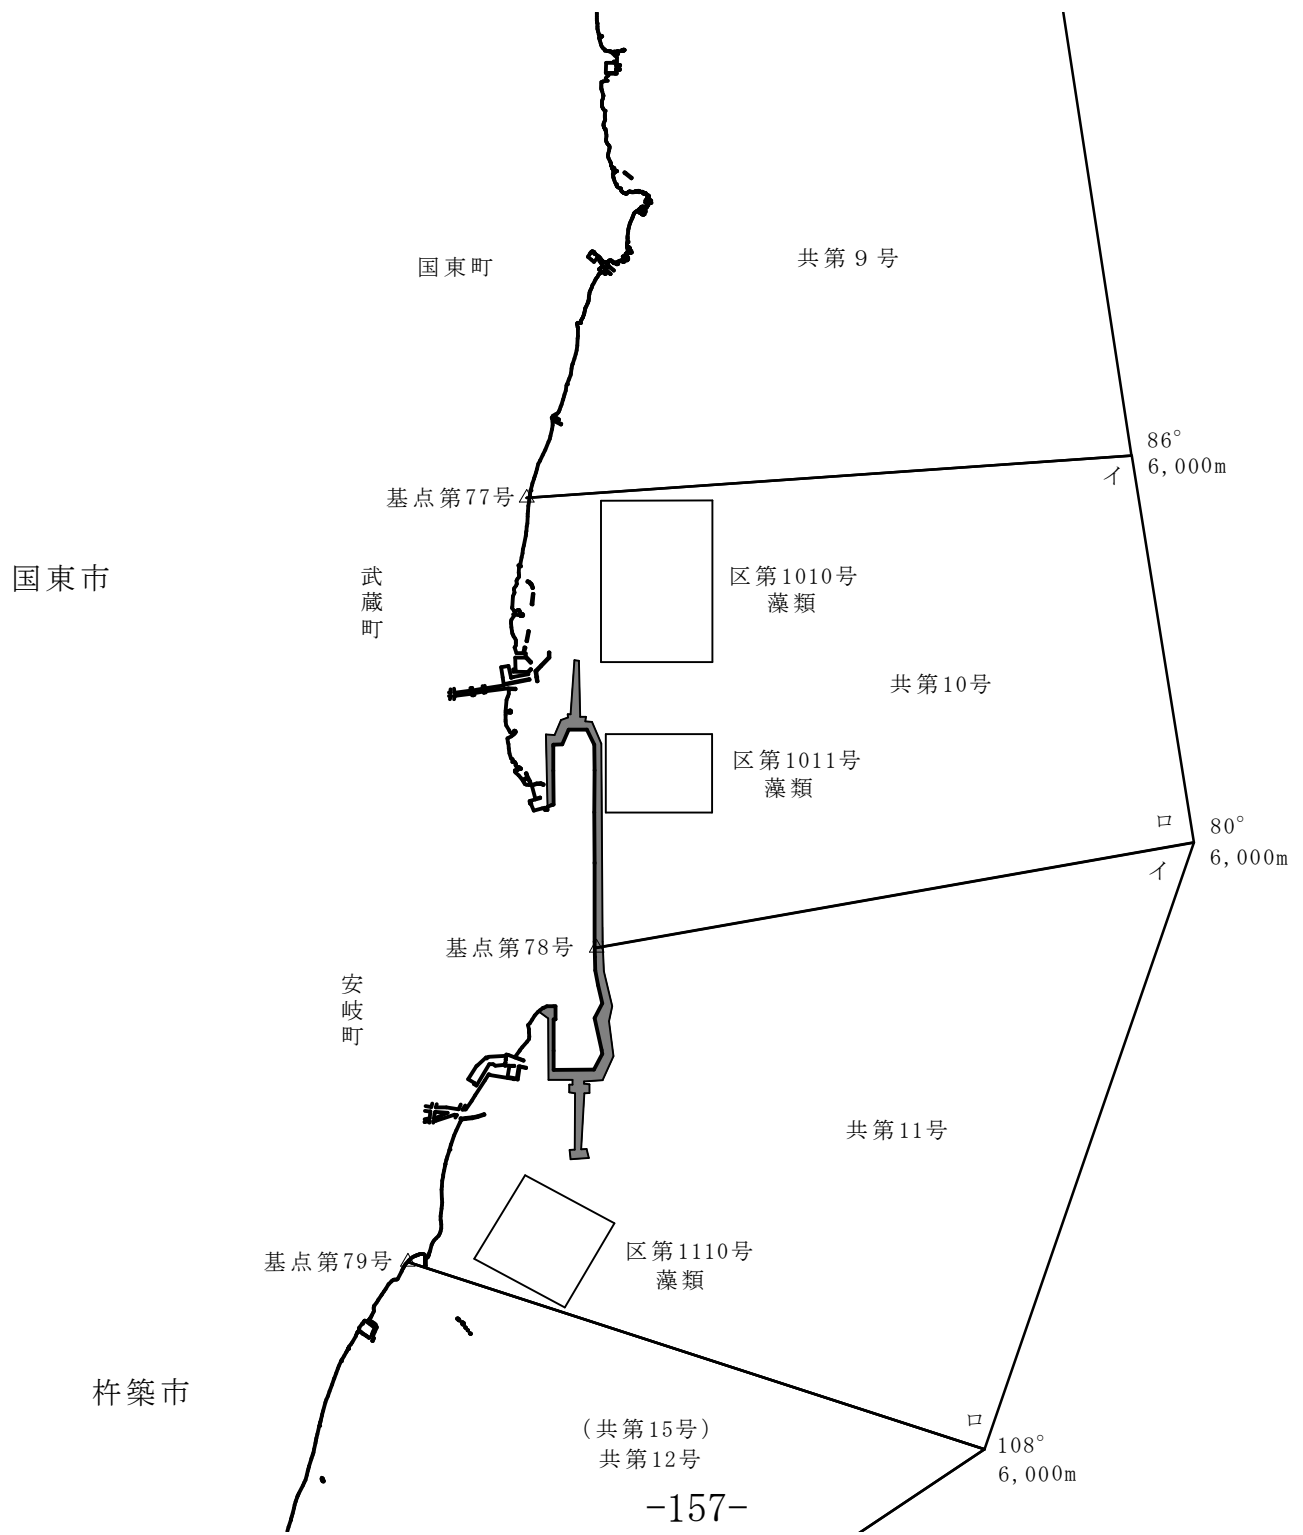 国東町
共第９号
86°
6,000m
イ
基点第77号
国東市
武蔵町
区第1010号
藻類
共第10号
区第1011号
藻類
ロ
80°
6,000m
イ
基点第78号
安岐町
共第11号
基点第79号
区第1110号
藻類
杵築市
ロ
108°
6,000m
(共第15号)
共第12号
-157-